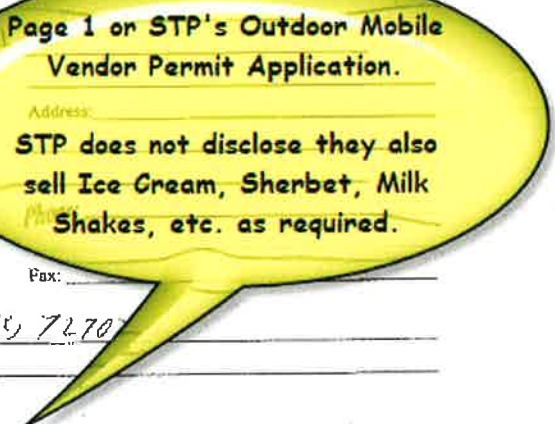 Page 1 or STP's Outdoor Mobile
Vendor Permit Application.
Address:
STP does not disclose they also
sell Ice Cream, Sherbet, Milk
Phone:
Shakes, etc. as required.
Fax:
7270